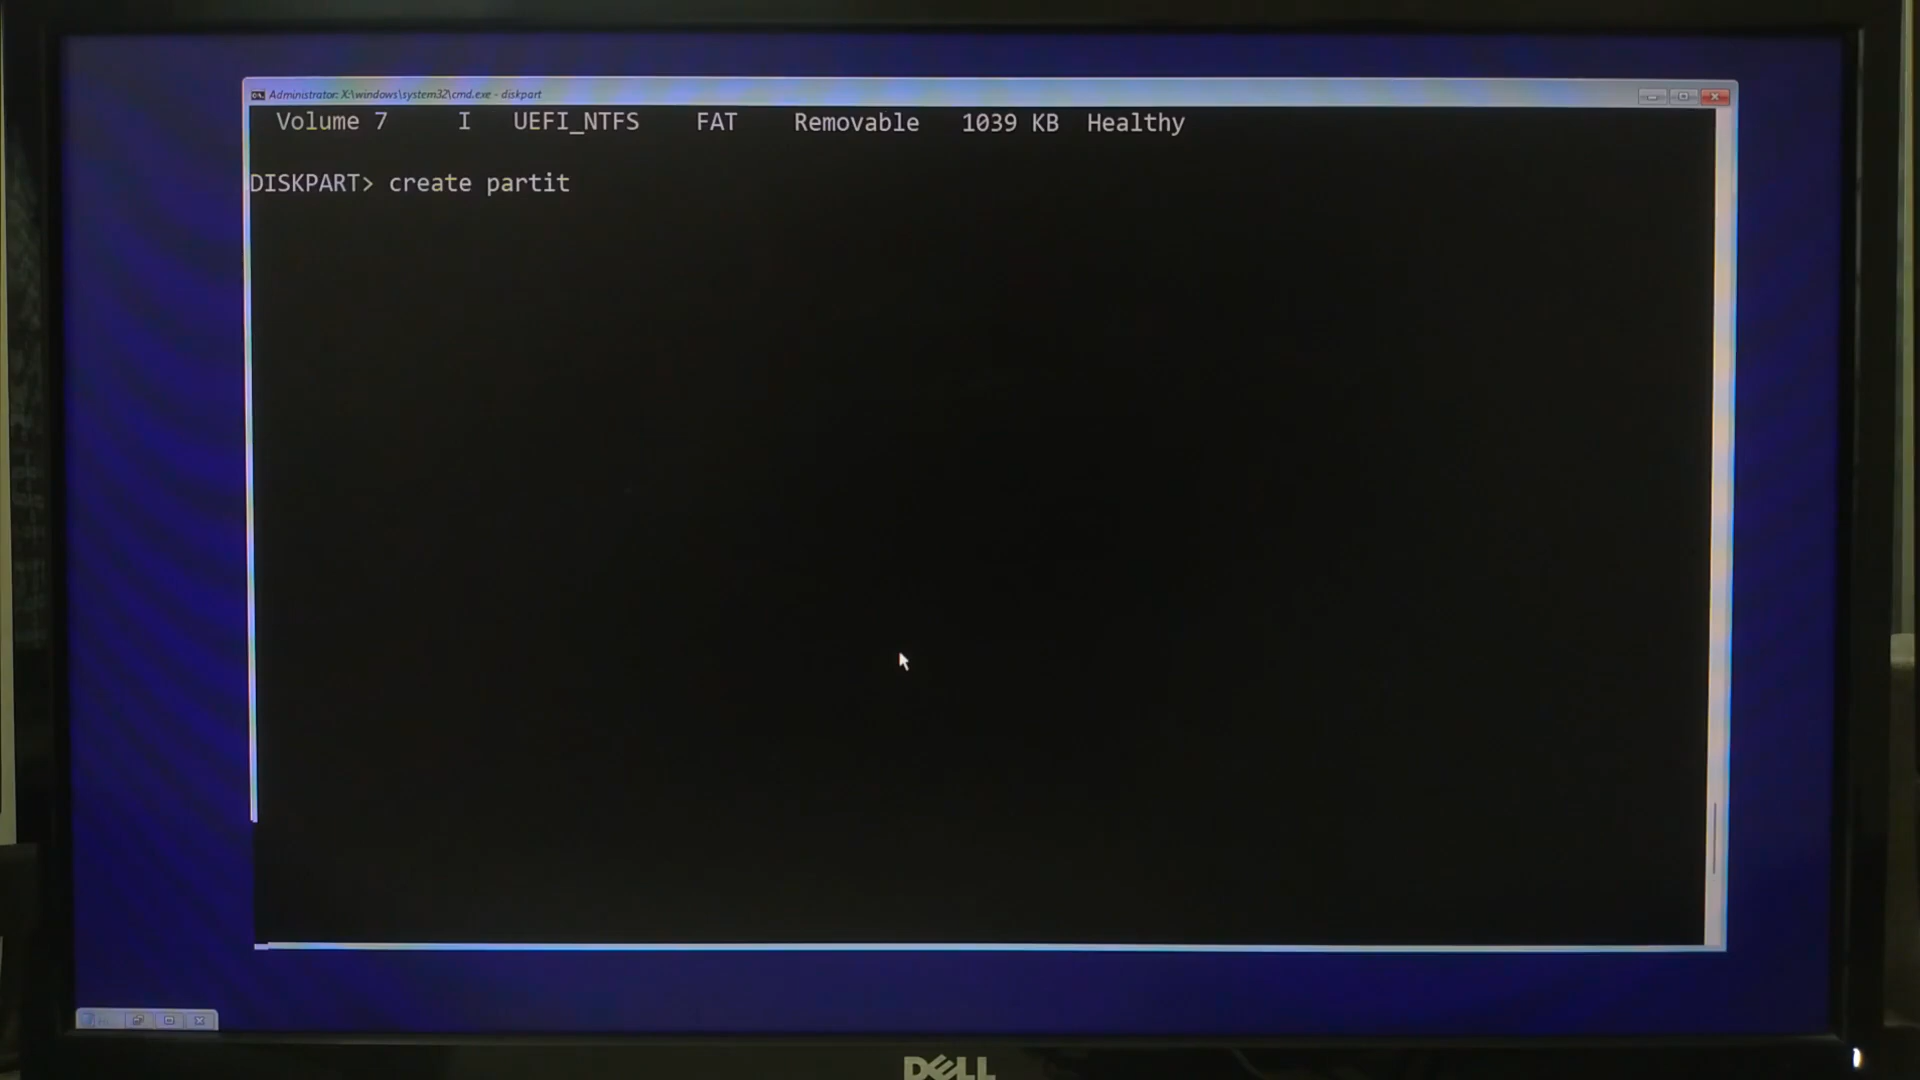 Administrator: X:\windows\system32\cmd.exe - diskpart
Volume 7 I UEFI_NTFS FAT Removable 1039 KB Healthy
DISKPART> create partit
DELL